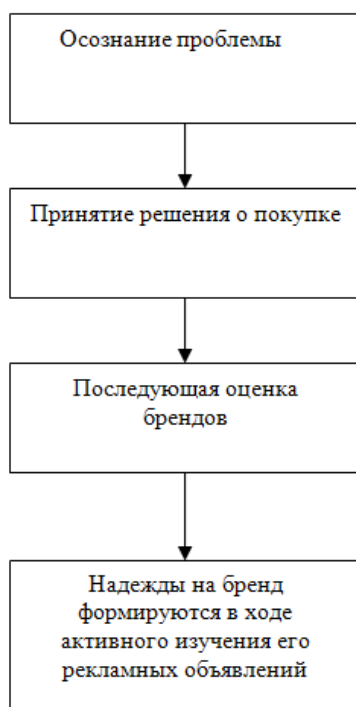 Осознание проблемы
Принятие решения о покупке
Последующая оценка
брендов
Надежды на бренд
формируются в ходе
активного изучения его
рекламных объявлений